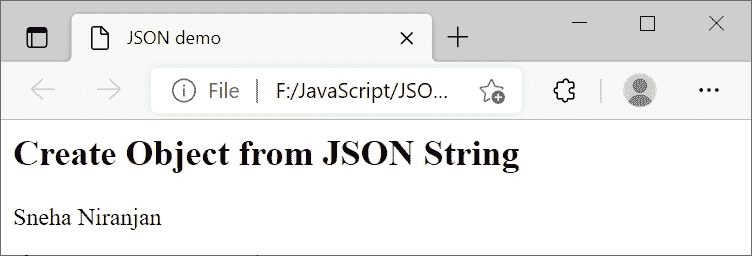 JSON demo
File F:/JavaScript/JSO...
Create Object from JSON String
Sneha Niranjan